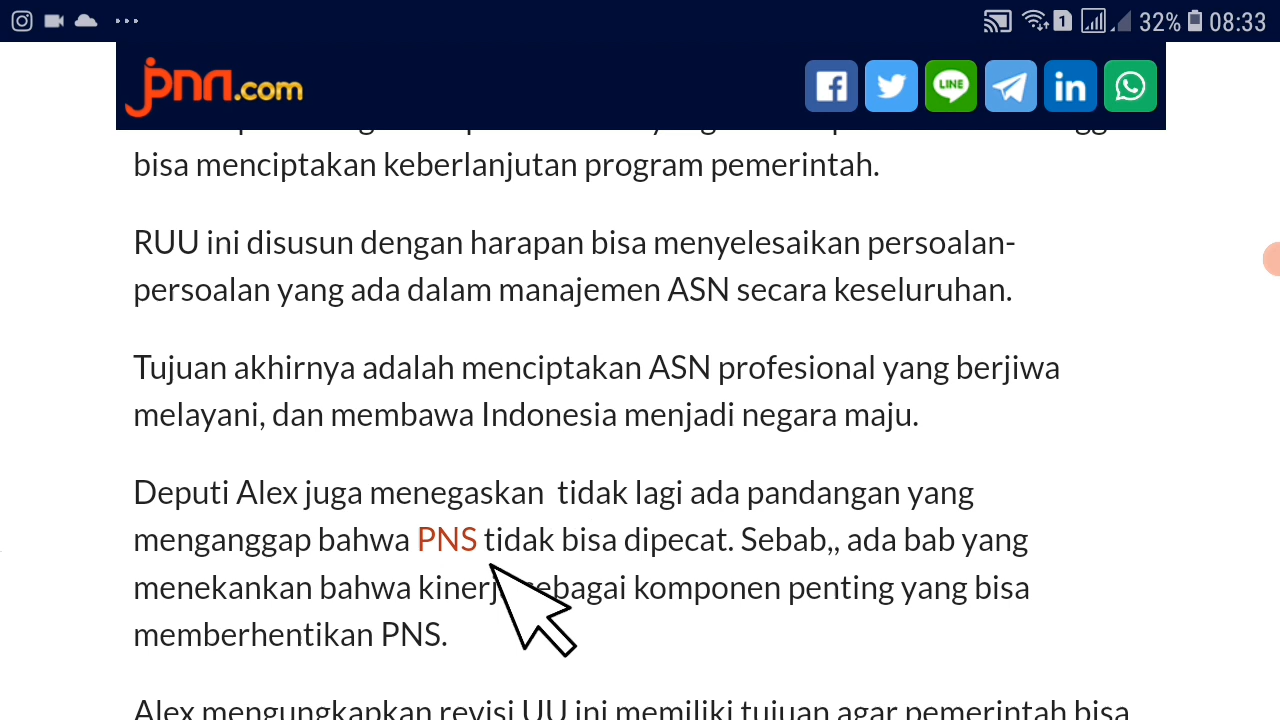 1 32% 08:33
jpnn.com
LINE
in
bisa menciptakan keberlanjutan program pemerintah.
RUU ini disusun dengan harapan bisa menyelesaikan persoalan-
persoalan yang ada dalam manajemen ASN secara keseluruhan.
Tujuan akhirnya adalah menciptakan ASN profesional yang berjiwa
melayani, dan membawa Indonesia menjadi negara maju.
Deputi Alex juga menegaskan tidak lagi ada pandangan yang
menganggap bahwa PNS tidak bisa dipecat. Sebab,, ada bab yang
menekankan bahwa sebagai komponen penting yang bisa
memberhentikan PNS.
Alex mengungkapkan revisi UU ini memiliki tujuan agar pemerintah bisa